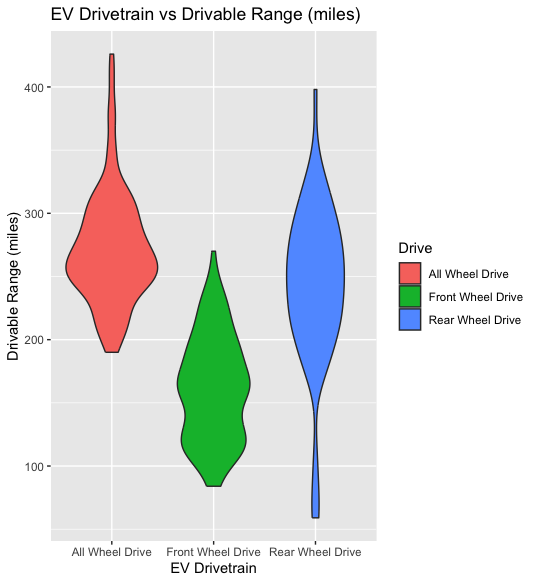 EV Drivetrain vs Drivable Range (miles)
400
300
200
100
Drivable Range (miles)
All Wheel Drive
Front Wheel Drive
Rear Wheel Drive
EV Drivetrain
Drive
All Wheel Drive
Front Wheel Drive
Rear Wheel Drive